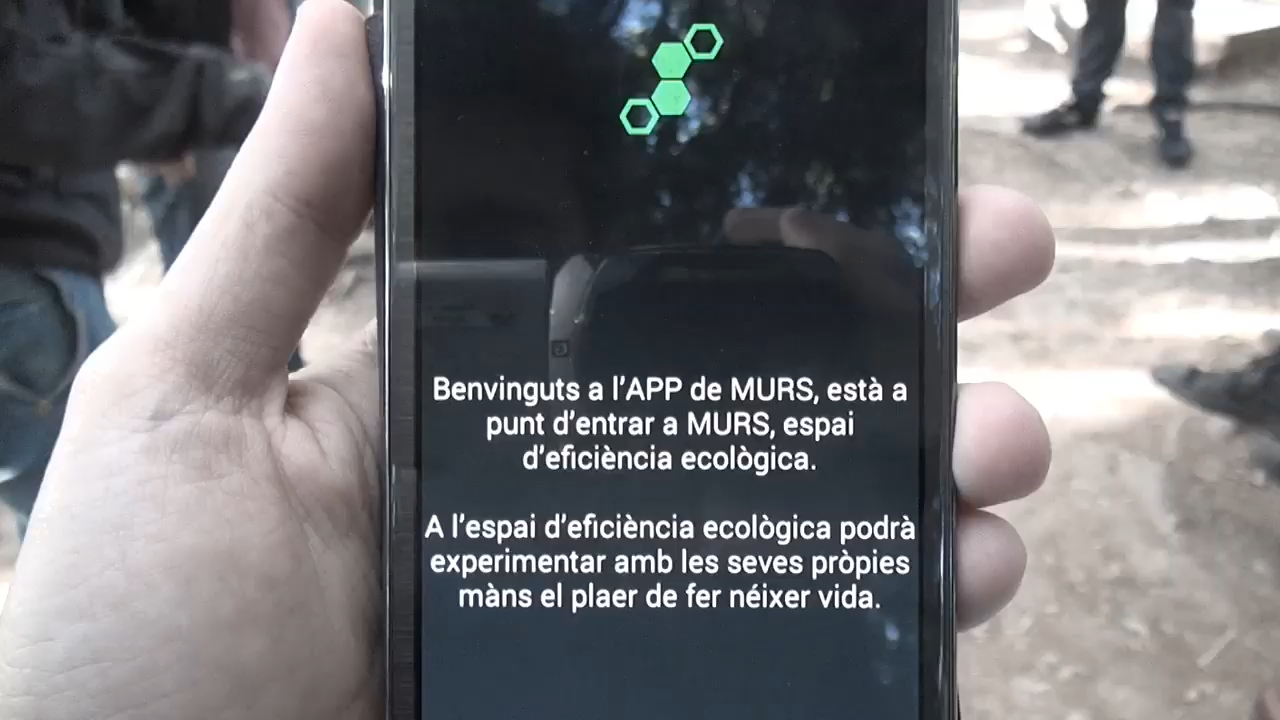 Benvinguts a l'APP de MURS, està a
punt d'entrar a MURS, espai
d'eficiència ecològica.
A l'espai d'eficiència ecològica podrà
experimentar amb les seves pròpies
màns el plaer de fer néixer vida.